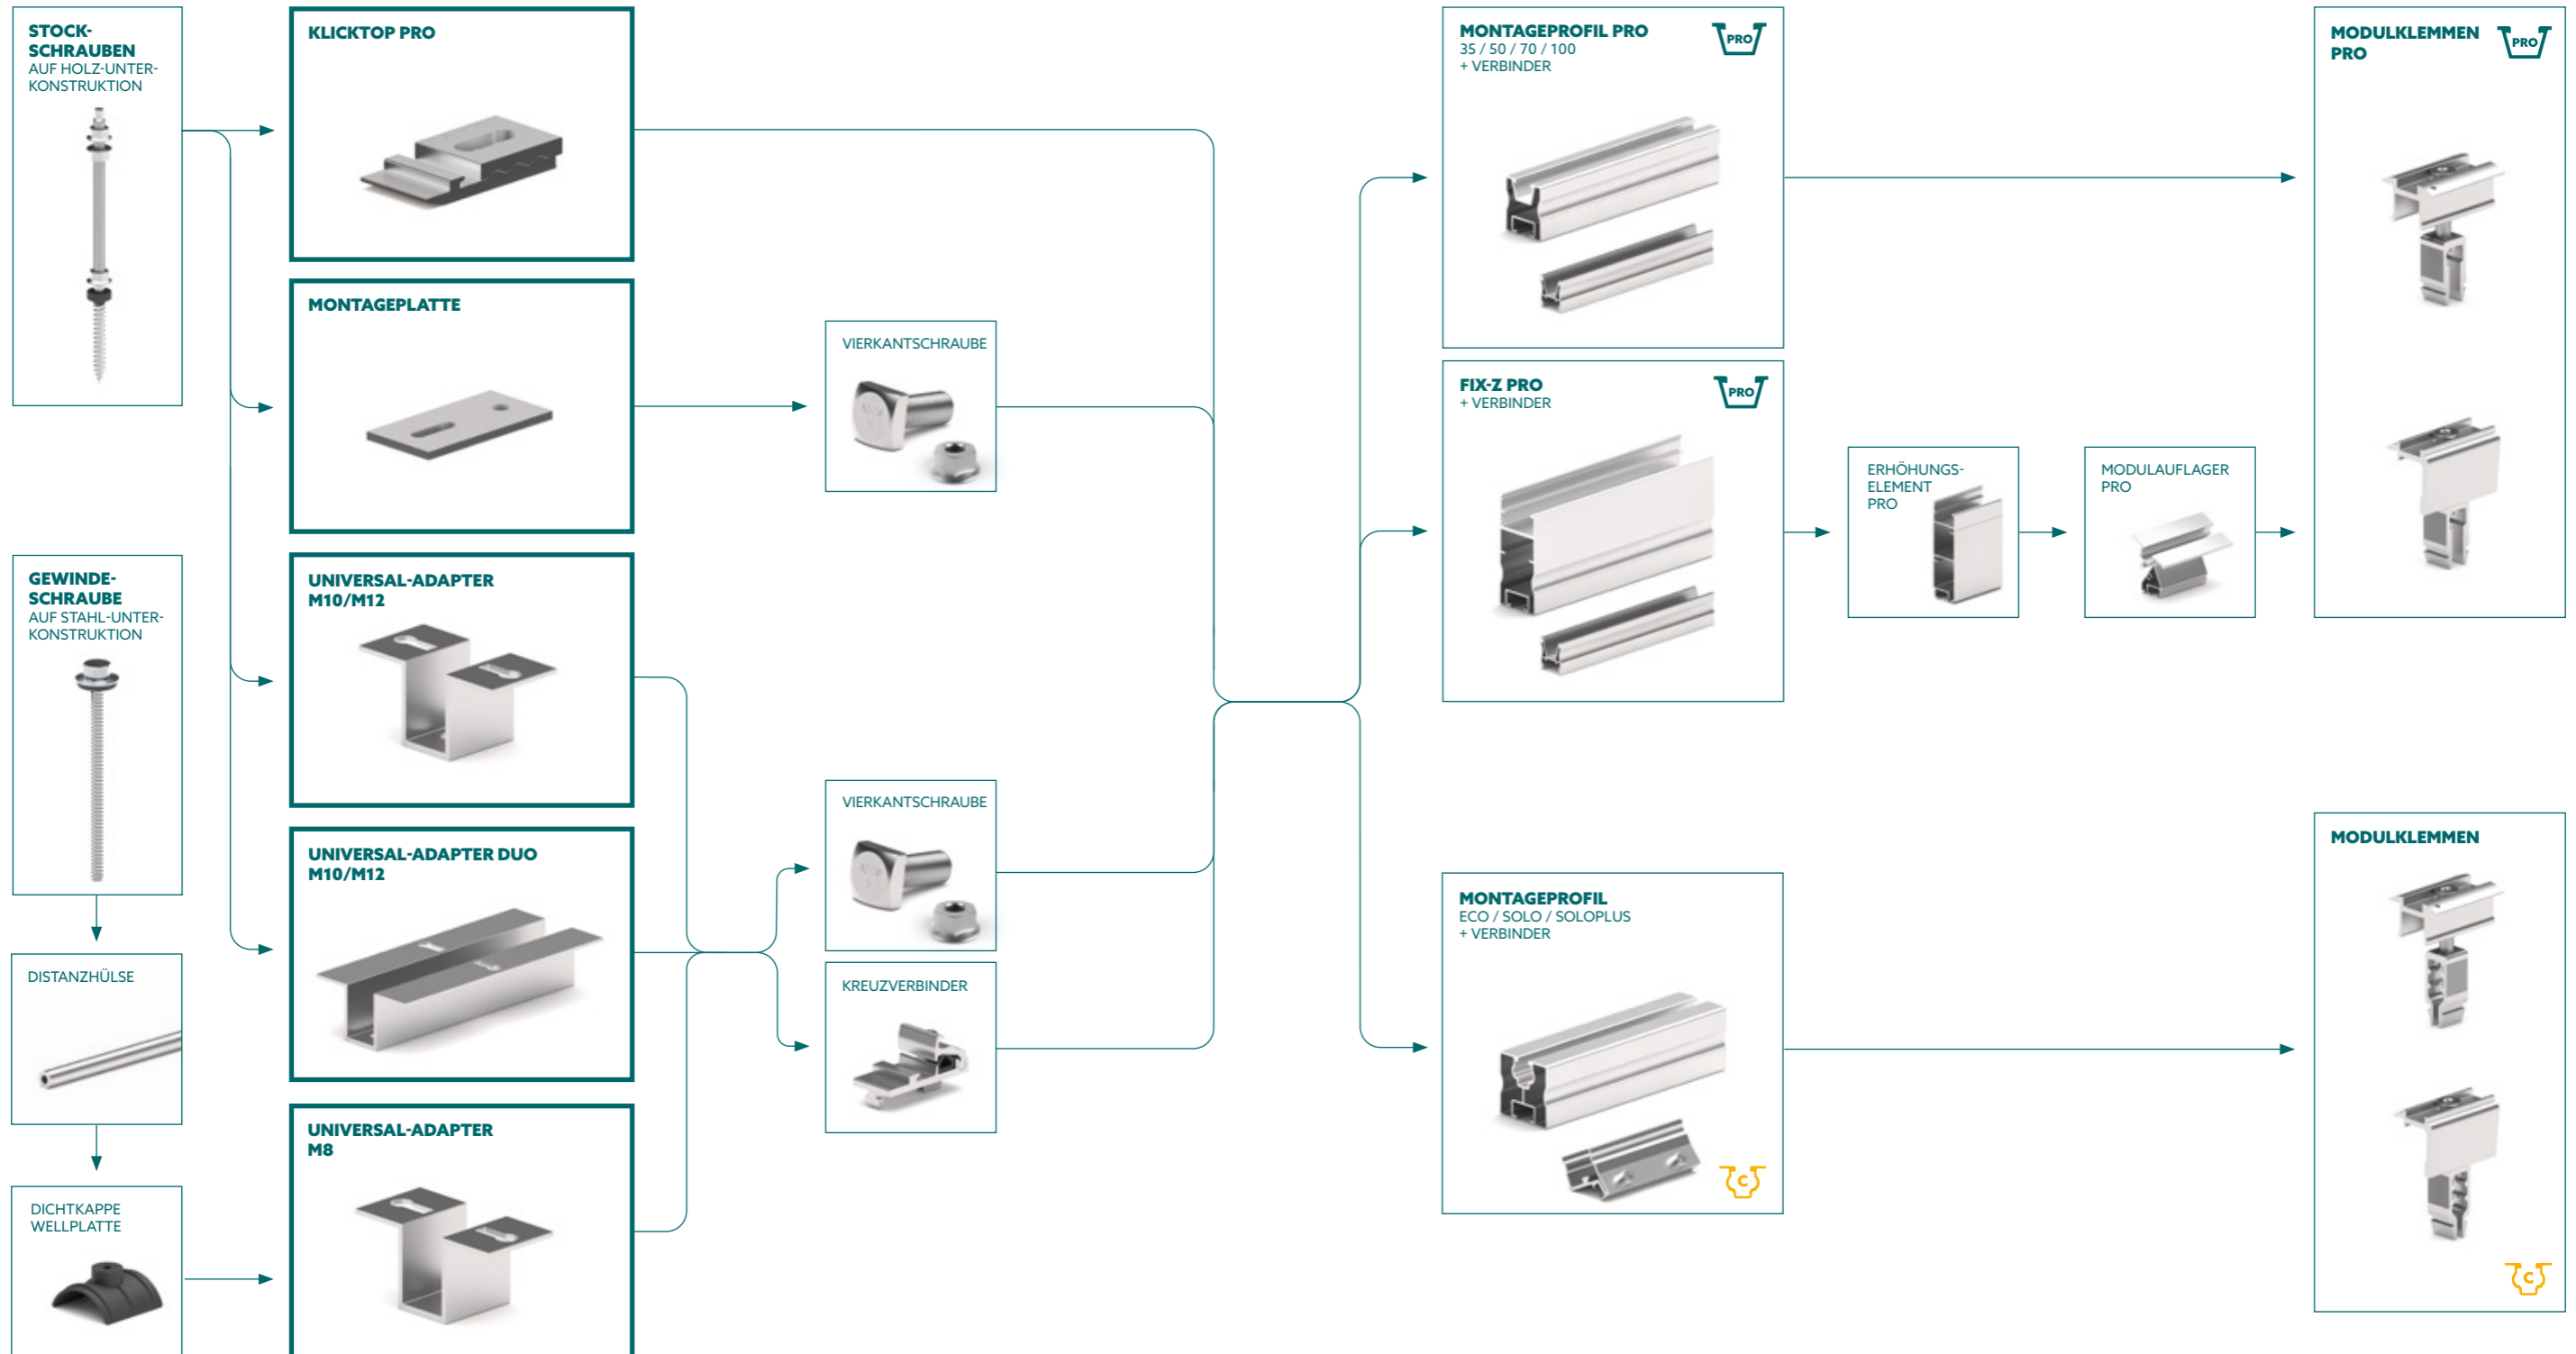 STOCK-
SCHRAUBEN
AUF HOLZ-UNTER-
KONSTRUKTION
GEWINDE-
SCHRAUBE
AUF STAHL-UNTER-
KONSTRUKTION
DISTANZHÜLSE
DICHTKAPPE
WELLPLATTE
KLICKTOP PRO
MONTAGEPLATTE
UNIVERSAL-ADAPTER
M10/M12
UNIVERSAL-ADAPTER DUO
M10/M12
UNIVERSAL-ADAPTER
M8
VIERKANTSCHRAUBE
VIERKANTSCHRAUBE
KREUZVERBINDER
MONTAGEPROFIL PRO
35 / 50 / 70 / 100
+ VERBINDER
PRO
FIX-Z PRO
+ VERBINDER
PRO
ERHÖHUNGS-
ELEMENT
PRO
MODULAUFLAGER
PRO
MONTAGEPROFIL
ECO / SOLO / SOLOPLUS
+ VERBINDER
C
MODULKLEMMEN
PRO
PRO
MODULKLEMMEN
C